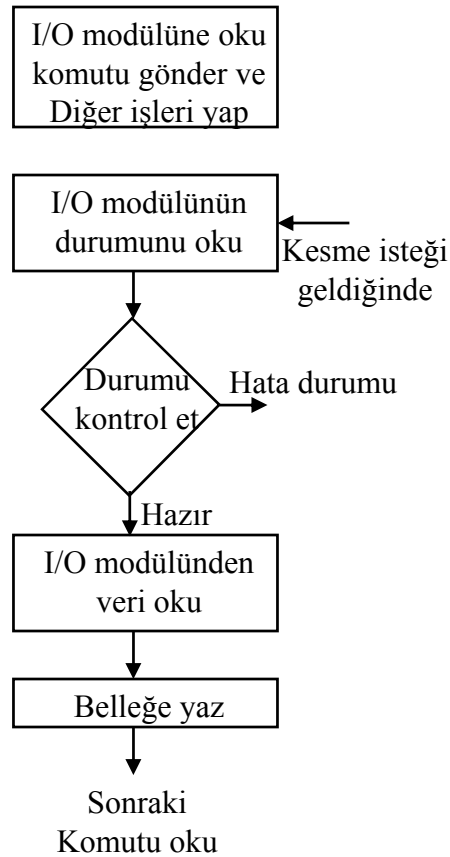 I/O modülüne oku
komutu gönder ve
Diğer işleri yap
I/O modülünün
durumunu oku
Kesme isteği
geldiğinde
Durumu
kontrol et
Hata durumu
Hazır
I/O modülünden
veri oku
Belleğe yaz
Sonraki
Komutu oku